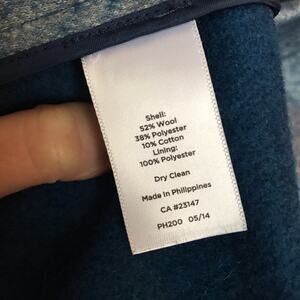 Shell:
52% Wool
38% Polyester
10% Cotton
Lining:
100% Polyester
Dry Clean
Made in Philippines
CA #23147
PH200 05/14